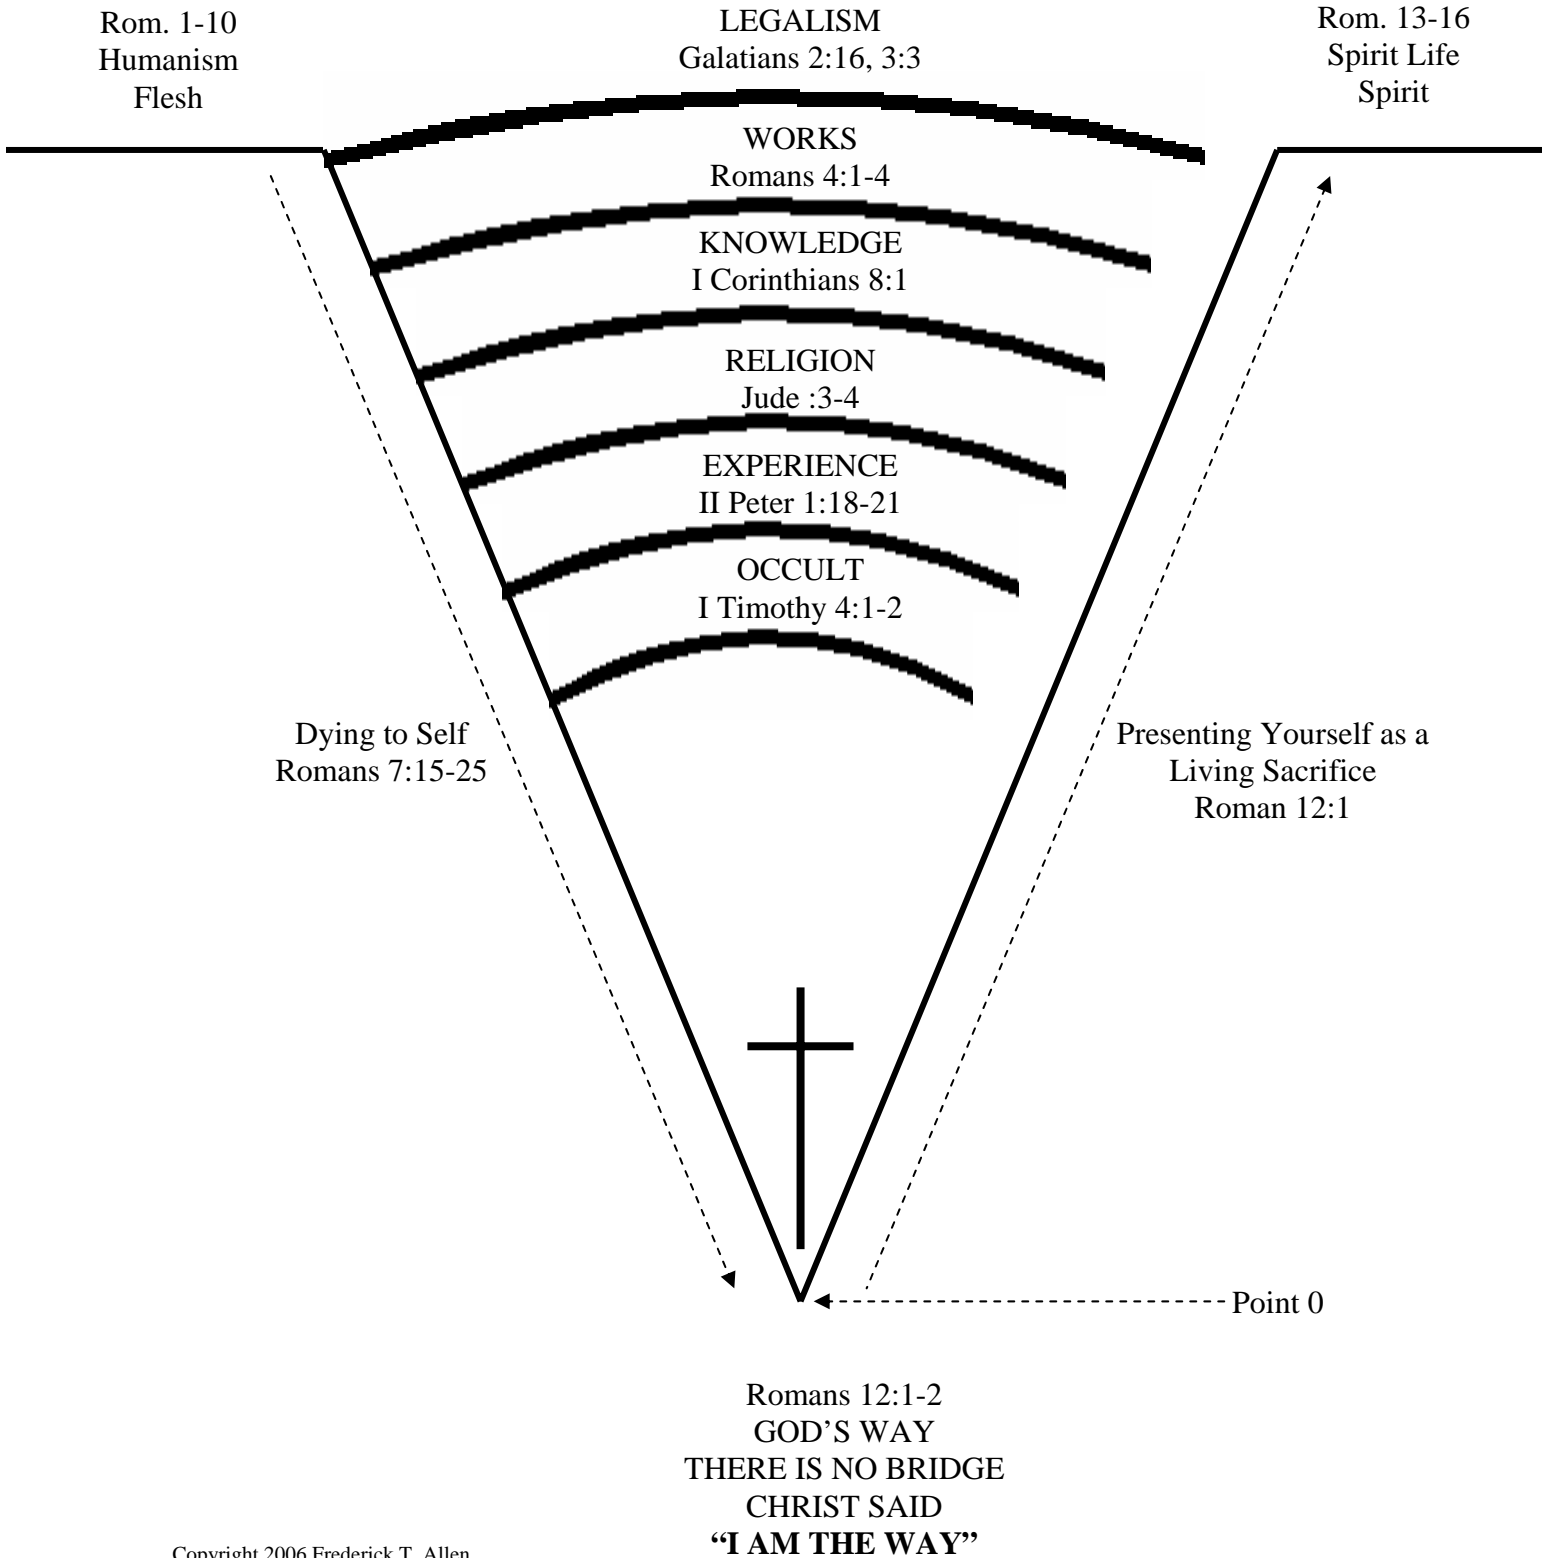 Rom. 1-10
Humanism
Flesh
LEGALISM
Galatians 2:16, 3:3
Rom. 13-16
Spirit Life
Spirit
WORKS
Romans 4:1-4
KNOWLEDGE
I Corinthians 8:1
RELIGION
Jude :3-4
EXPERIENCE
II Peter 1:18-21
OCCULT
I Timothy 4:1-2
Dying to Self
Romans 7:15-25
Presenting Yourself as a
Living Sacrifice
Roman 12:1
Point 0
Romans 12:1-2
GOD’S WAY
THERE IS NO BRIDGE
CHRIST SAID
“I AM THE WAY”
Copyright 2006 Frederick T. Allen